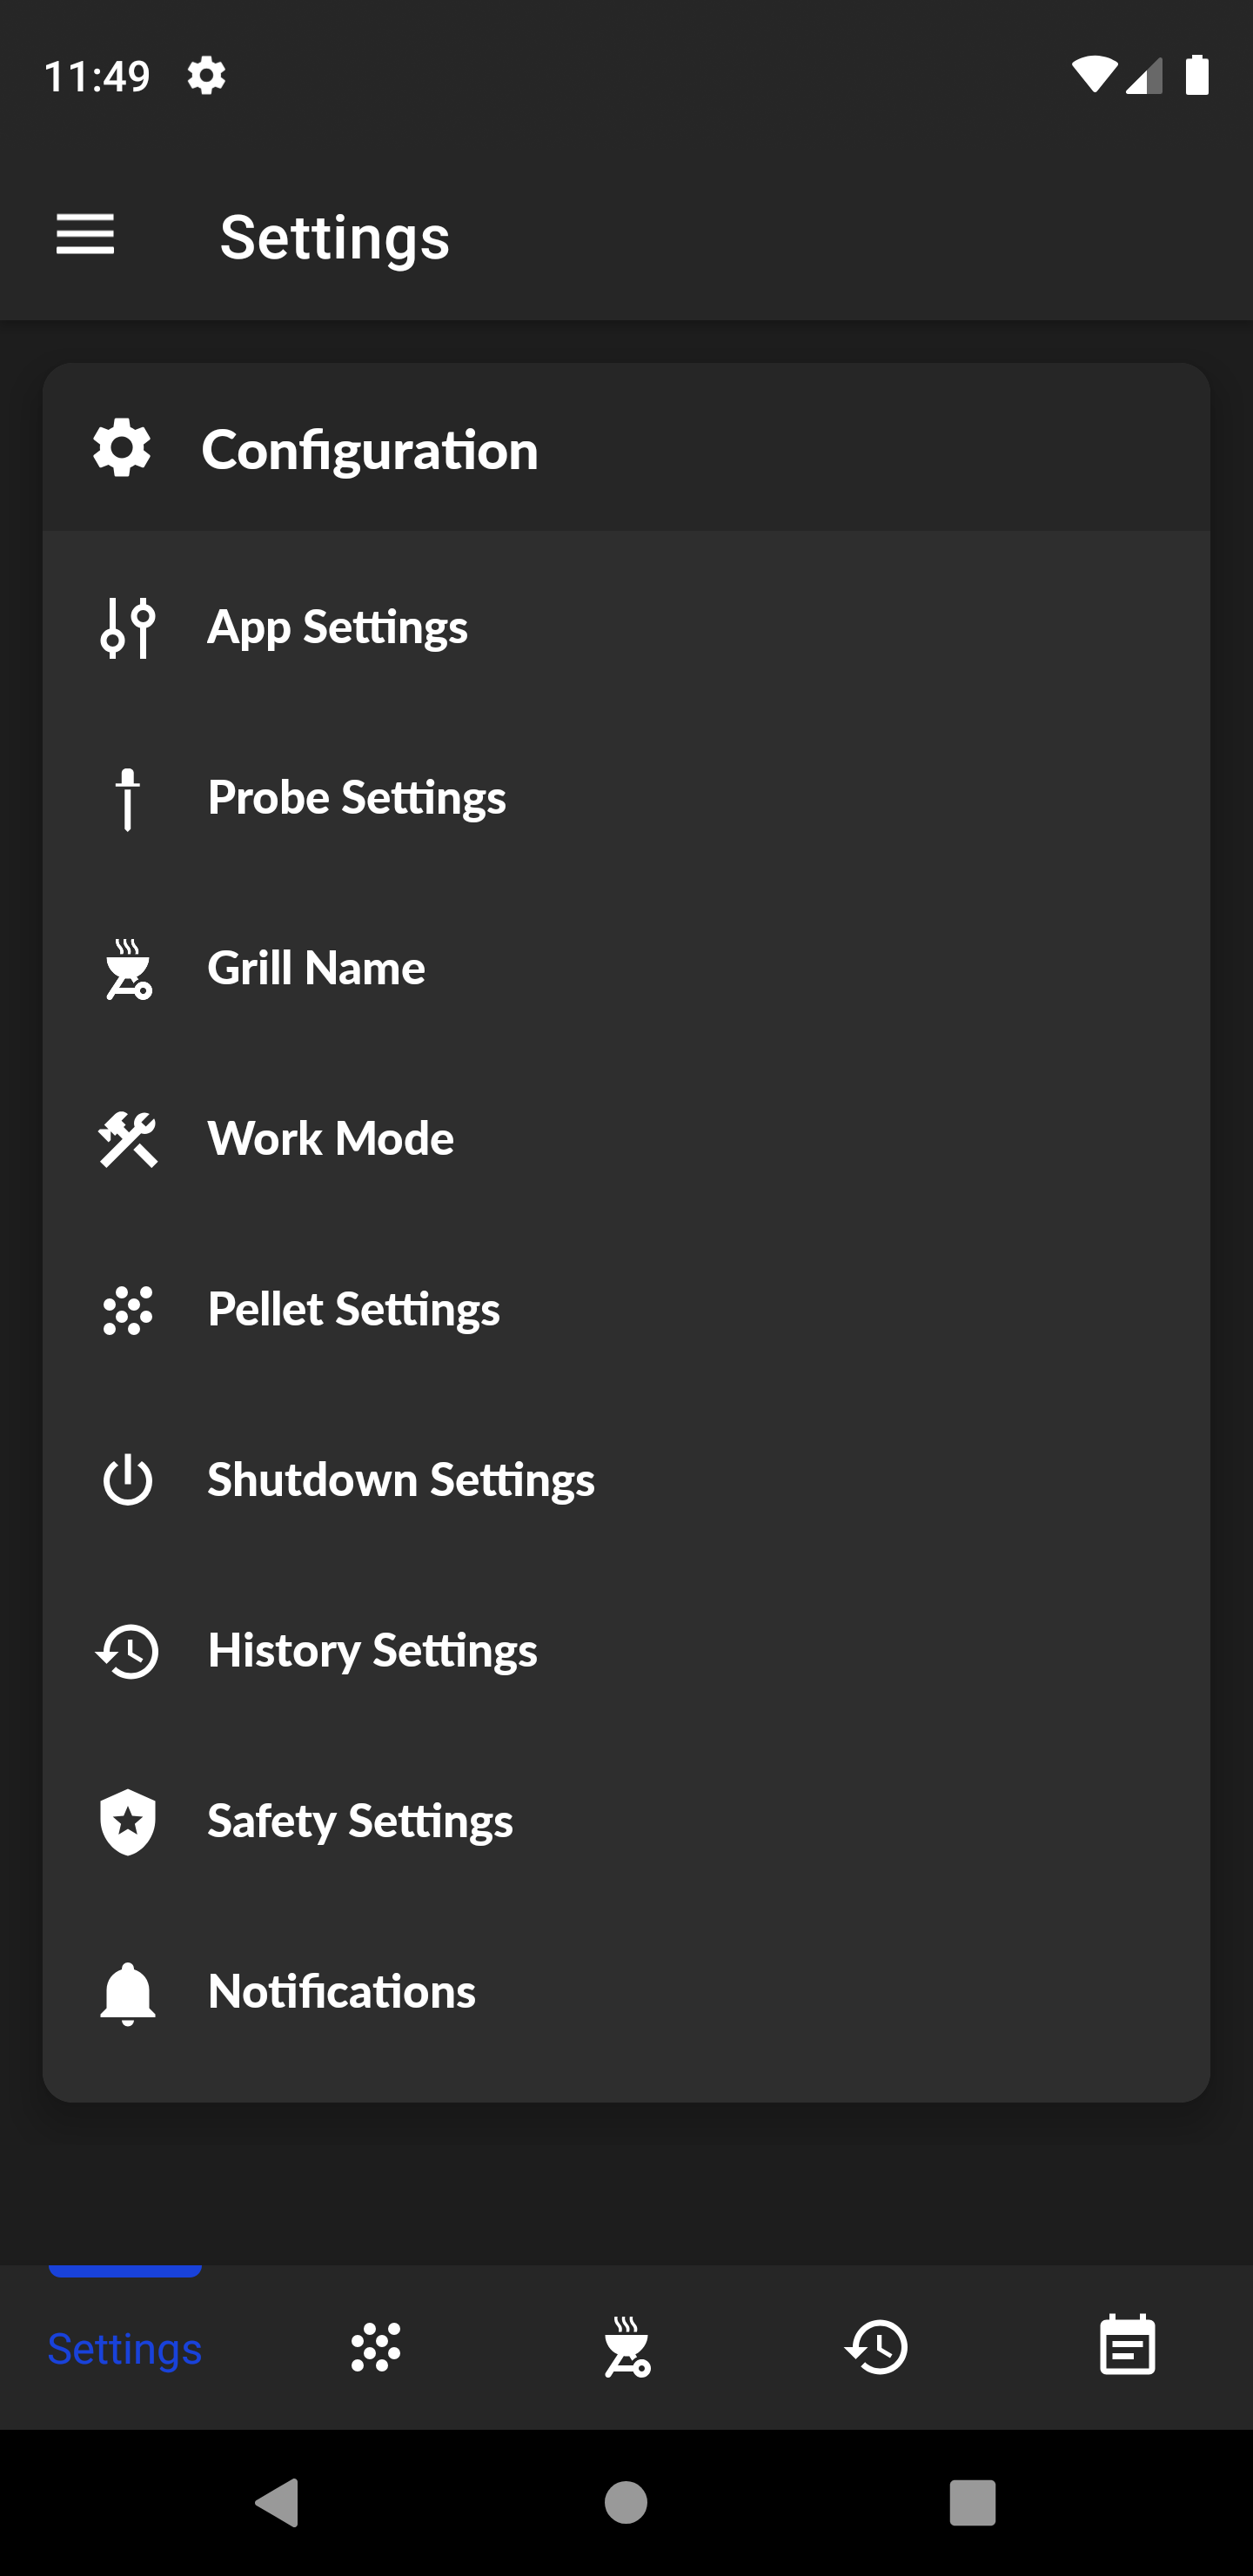 11:49
Settings
Configuration
App Settings
Probe Settings
Grill Name
Work Mode
Pellet Settings
Shutdown Settings
History Settings
Safety Settings
Notifications
Settings